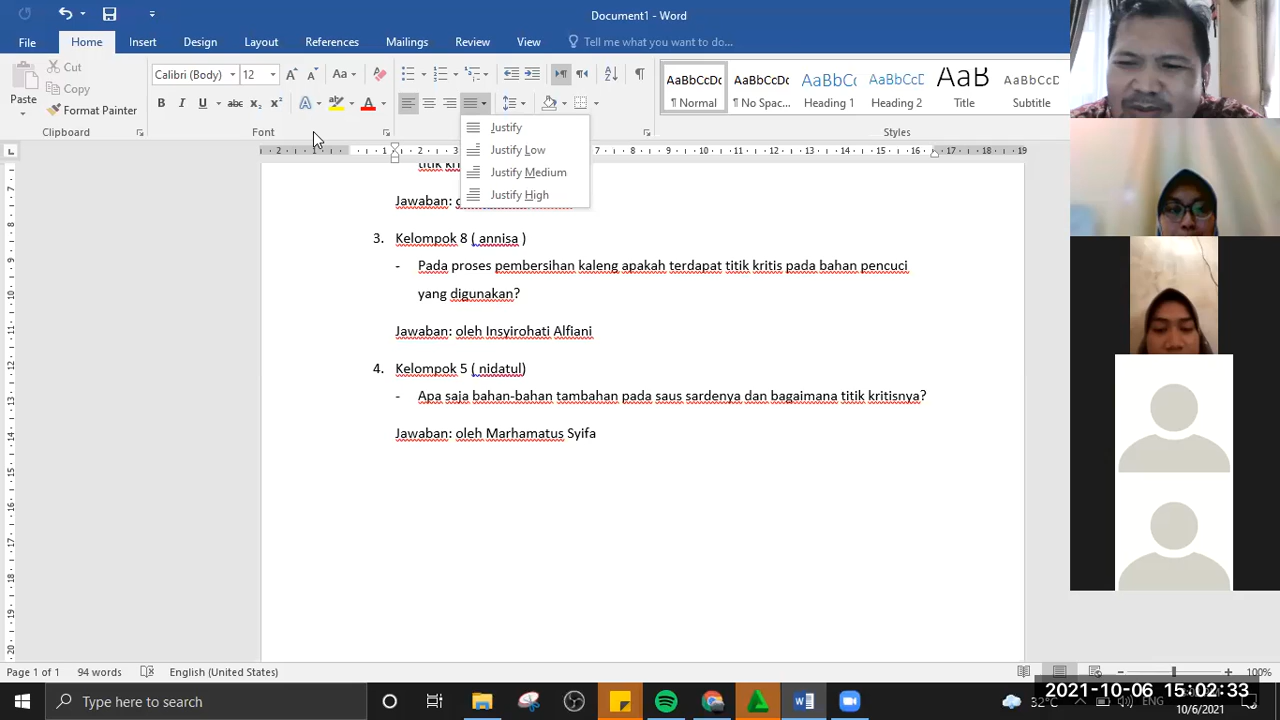 Document1 - Word
File Home Insert Design Layout References Mailings Review View Tell me what you want to do...
Cut
Copy
Format Painter
Paste
Clipboard
Calibri (Body) 12
Font
AaBbCcDc AaBbCcDc AaBbCc AaBbCcD AaB AaBbCcD
¶ Normal ¶ No Spac... Heading 1 Heading 2 Title Subtitle
Styles
Justify
Justify Low
Justify Medium
Justify High
Jawaban:
3. Kelompok 8 ( annisa )
- Pada proses pembersihan kaleng apakah terdapat titik kritis pada bahan pencuci
yang digunakan?
Jawaban: oleh Insyirohati Alfiani
4. Kelompok 5 ( nidatul)
- Apa saja bahan-bahan tambahan pada saus sardenya dan bagaimana titik kritisnya?
Jawaban: oleh Marhamatus Syifa
Page 1 of 1 94 words English (United States) 100%
Type here to search
32°C ENG
2021-10-06 15:02:33
10/6/2021